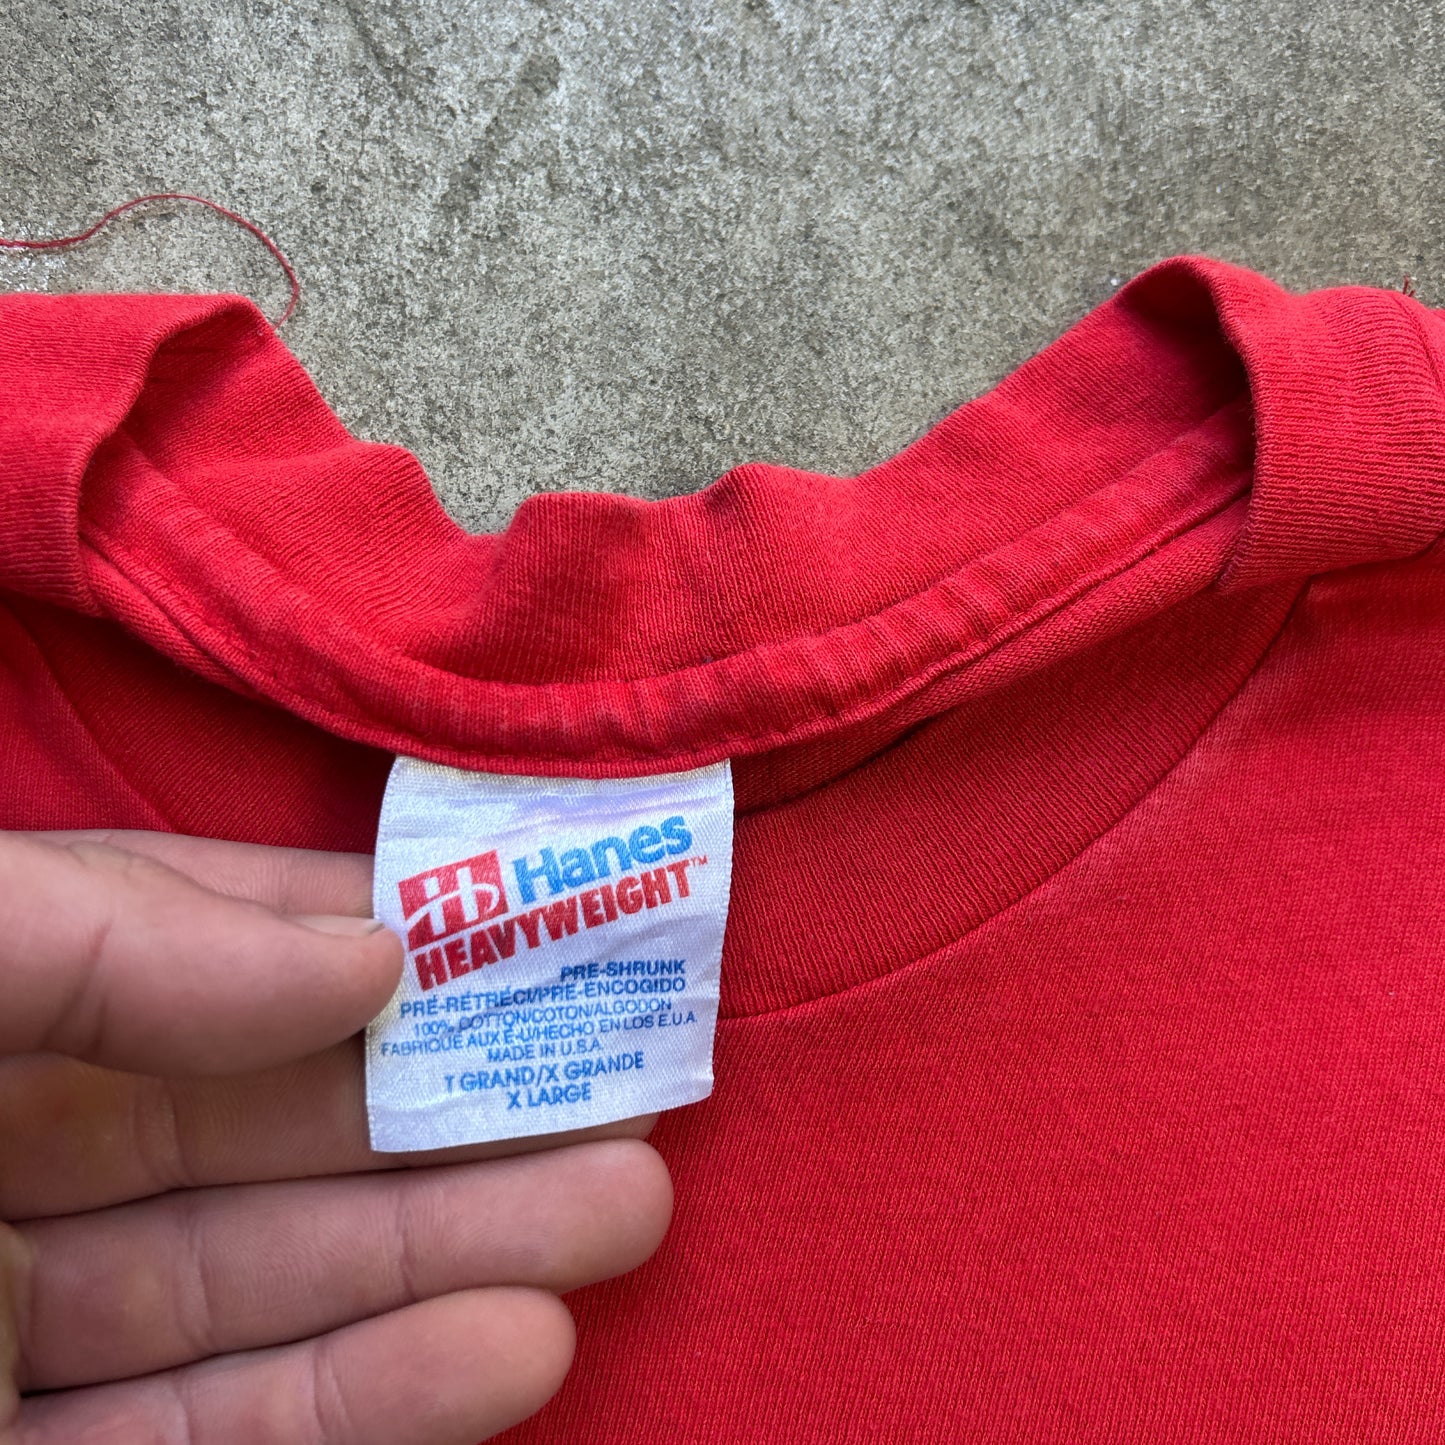 Hanes
HEAVYWEIGHT™
PRE-SHRUNK
PRÉ-RÉTRÉCI/PRE-ENCOGIDO
100% COTTON/COTON/ALGODON
FABRIQUÉ AUX É-U/HECHO EN LOS E.U.A.
MADE IN U.S.A.
T GRAND/X GRANDE
X LARGE